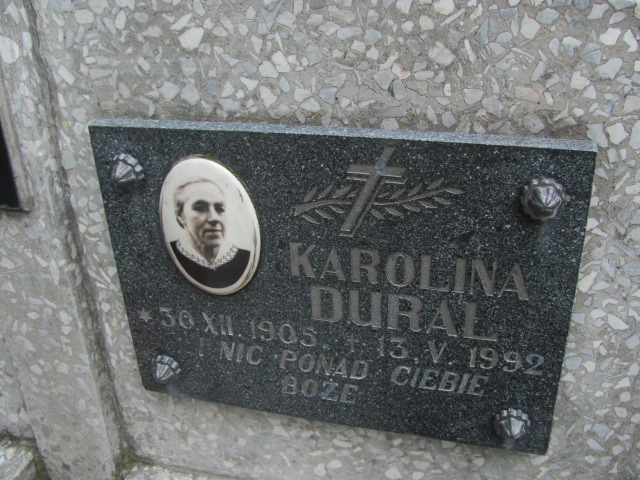 KAROLINA
DURAL
* 30 XII. 1905. † 13. V. 1992.
I NIC PONAD CIEBIE
BOŻE